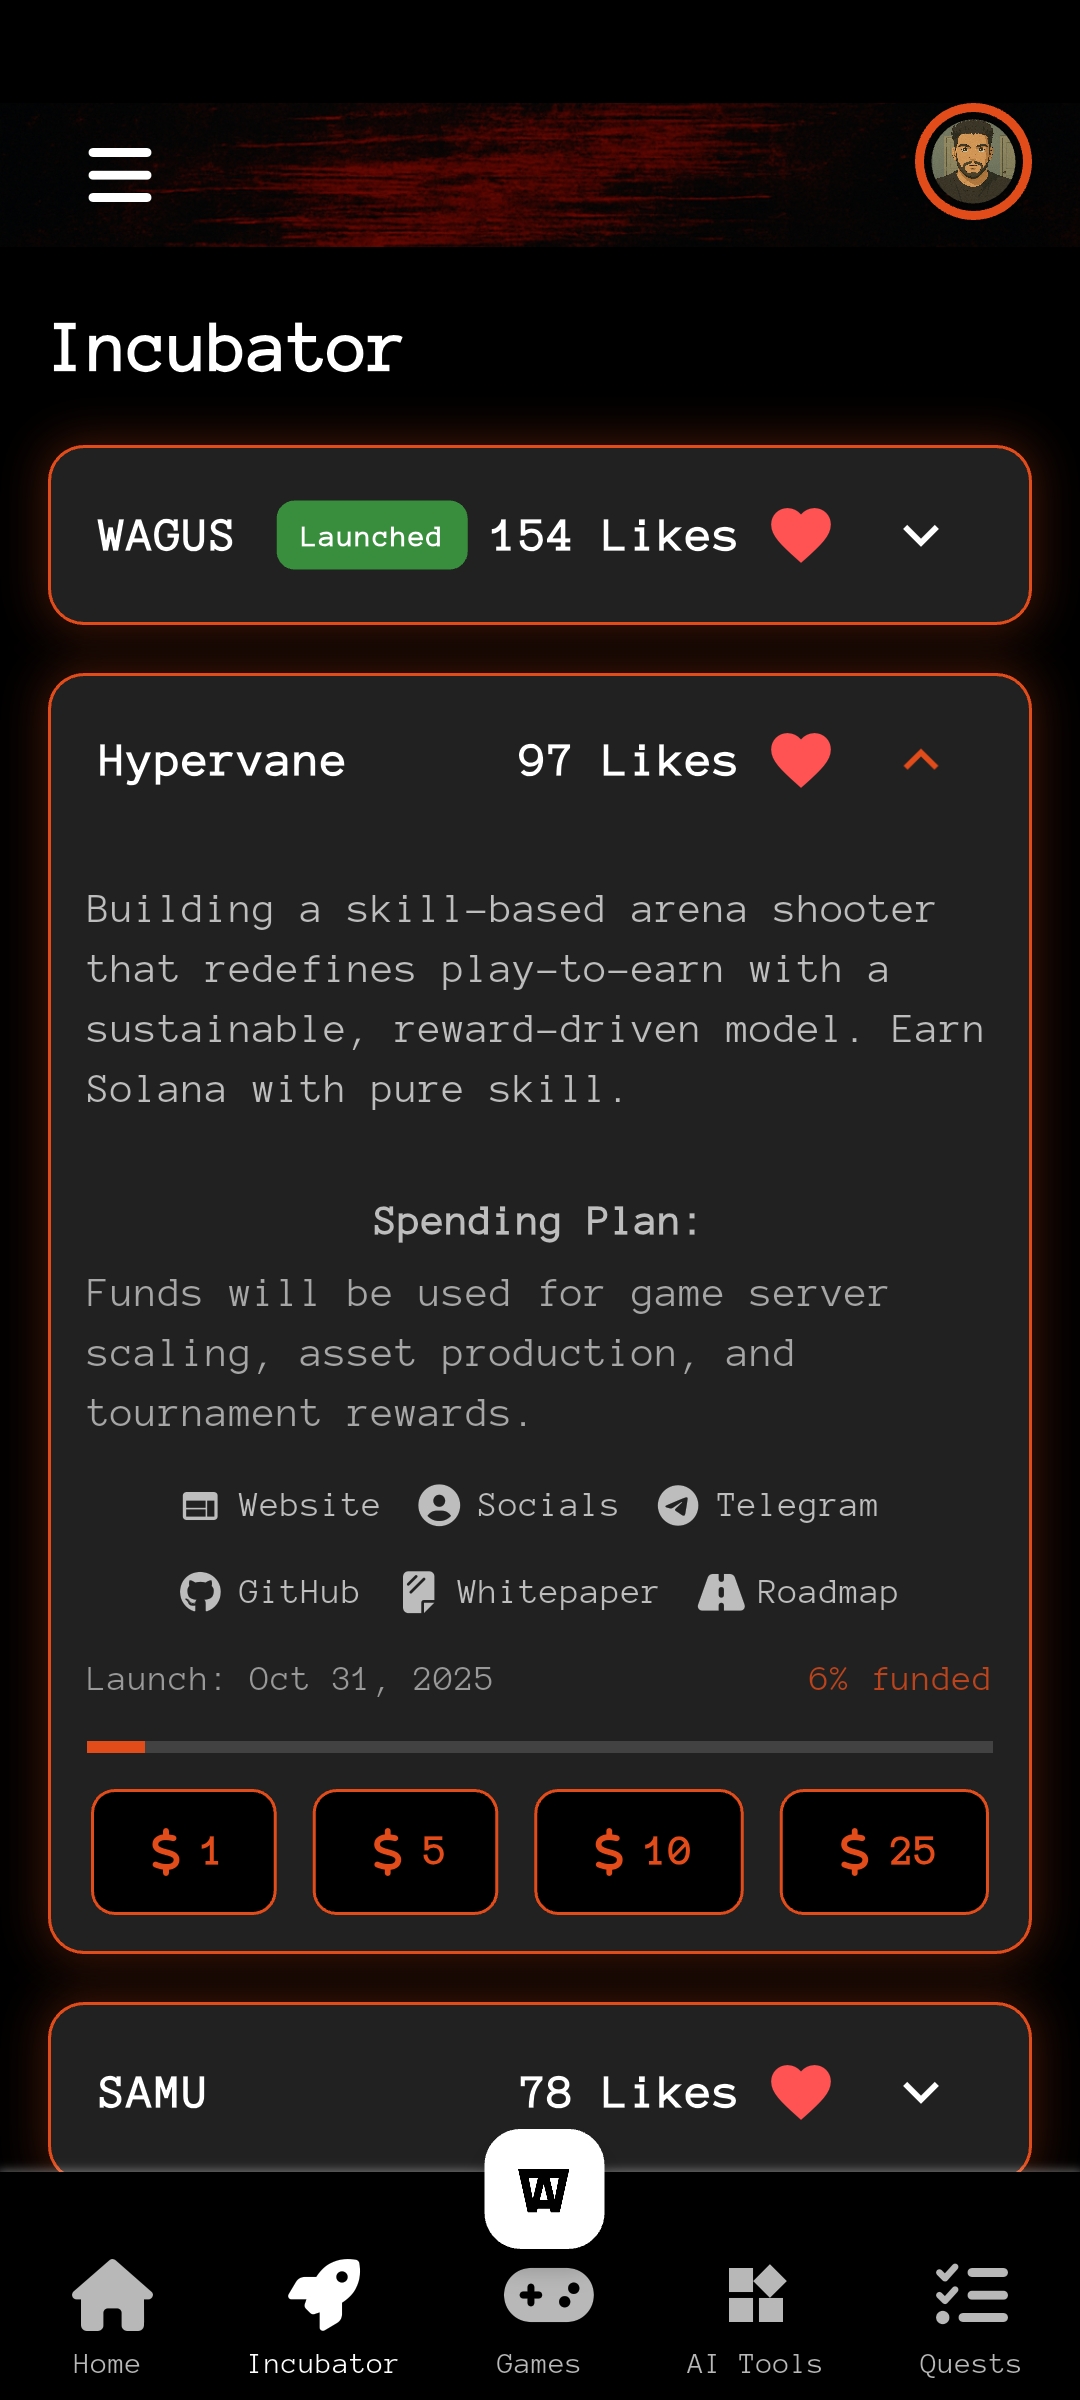 Incubator
WAGUS Launched 154 Likes
Hypervane 97 Likes
Building a skill-based arena shooter
that redefines play-to-earn with a
sustainable, reward-driven model. Earn
Solana with pure skill.
Spending Plan:
Funds will be used for game server
scaling, asset production, and
tournament rewards.
Website Socials Telegram
GitHub Whitepaper Roadmap
Launch: Oct 31, 2025 6% funded
$ 1 $ 5 $ 10 $ 25
SAMU 78 Likes
W
Home Incubator Games AI Tools Quests